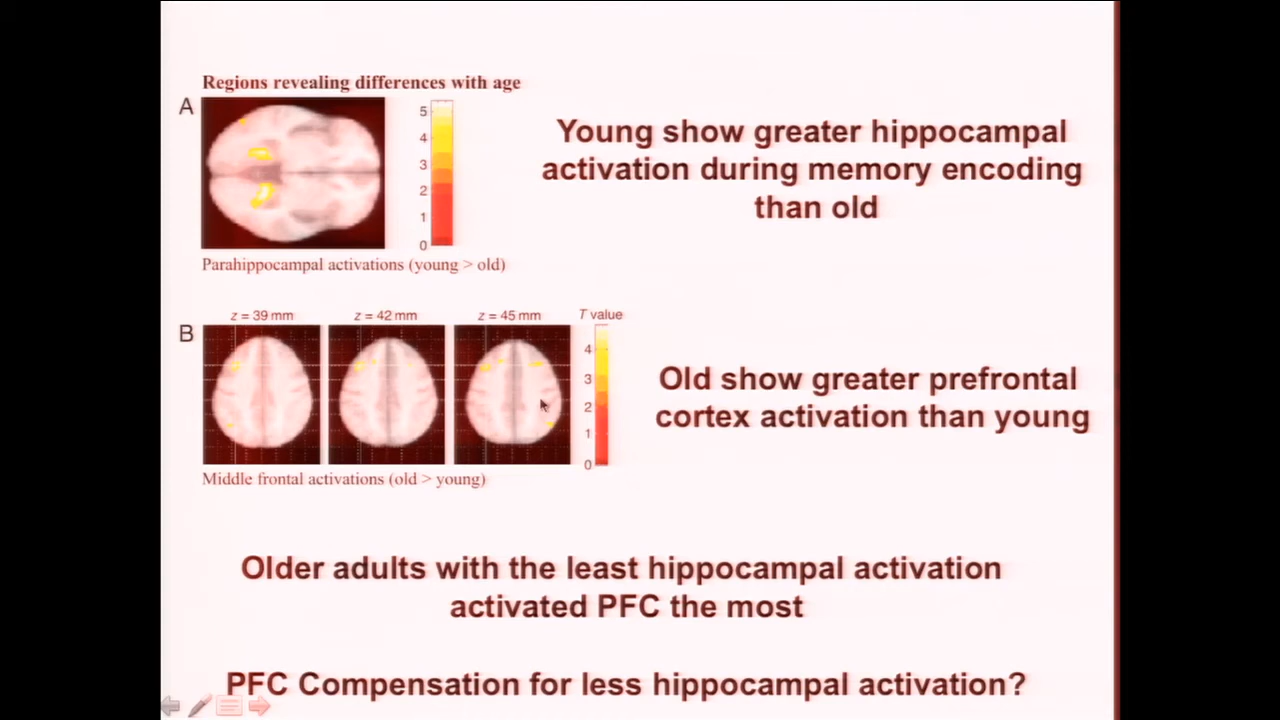 Regions revealing differences with age
A
5
4
3
2
1
0
Young show greater hippocampal
activation during memory encoding
than old
Parahippocampal activations (young > old)
B
z = 39 mm
z = 42 mm
z = 45 mm
T value
4
3
2
1
0
Old show greater prefrontal
cortex activation than young
Middle frontal activations (old > young)
Older adults with the least hippocampal activation
activated PFC the most
PFC Compensation for less hippocampal activation?